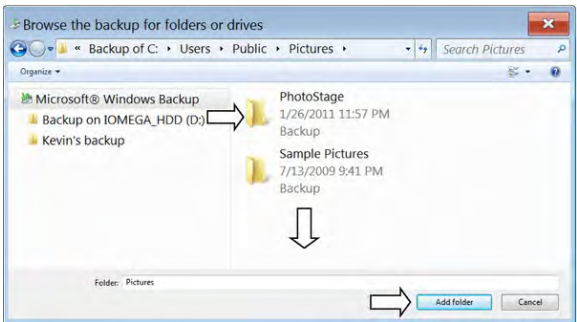 Browse the backup for folders or drives
« Backup of C: ▸ Users ▸ Public ▸ Pictures ▸
Search Pictures
Organize
Microsoft® Windows Backup
Backup on IOMEGA_HDD (D:)
Kevin's backup
PhotoStage
1/26/2011 11:57 PM
Backup
Sample Pictures
7/13/2009 9:41 PM
Backup
Folder: Pictures
Add folder
Cancel